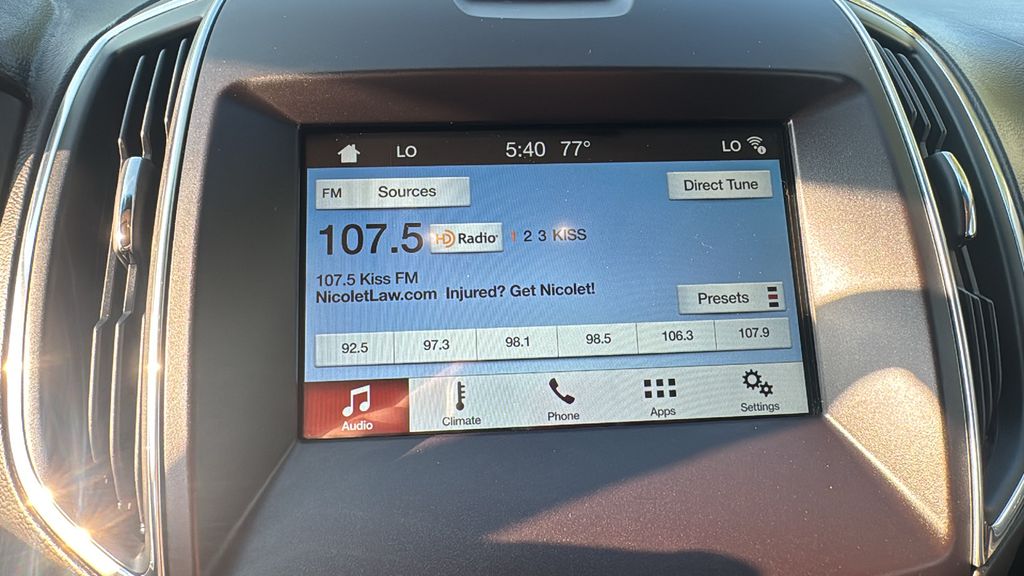 LO 5:40 77° LO
FM Sources Direct Tune
107.5 HD Radio 1 2 3 KISS
107.5 Kiss FM
NicoletLaw.com Injured? Get Nicolet!
Presets
92.5 97.3 98.1 98.5 106.3 107.9
Audio Climate Phone Apps Settings